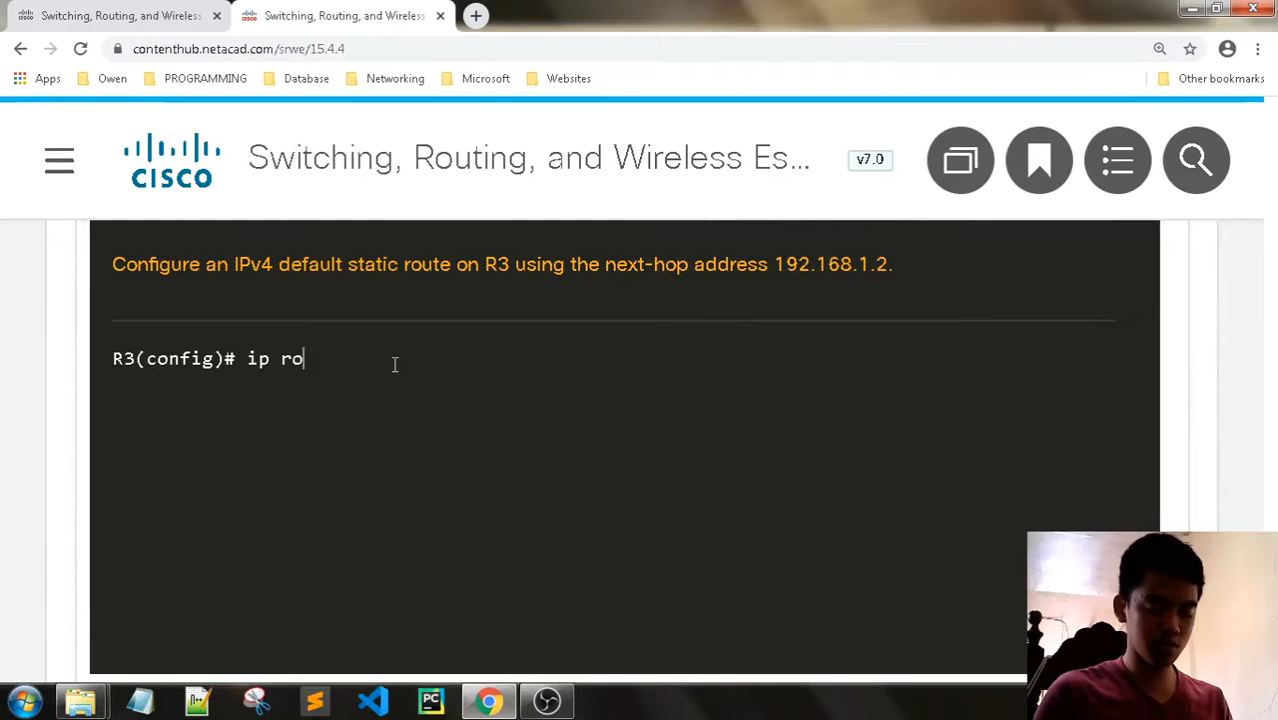 Switching, Routing, and Wireless
Switching, Routing, and Wireless
contenthub.netacad.com/srwe/15.4.4
Apps Owen PROGRAMMING Database Networking Microsoft Websites Other bookmarks
CISCO
Switching, Routing, and Wireless Es...
v7.0
Configure an IPv4 default static route on R3 using the next-hop address 192.168.1.2.
R3(config)# ip ro
PC